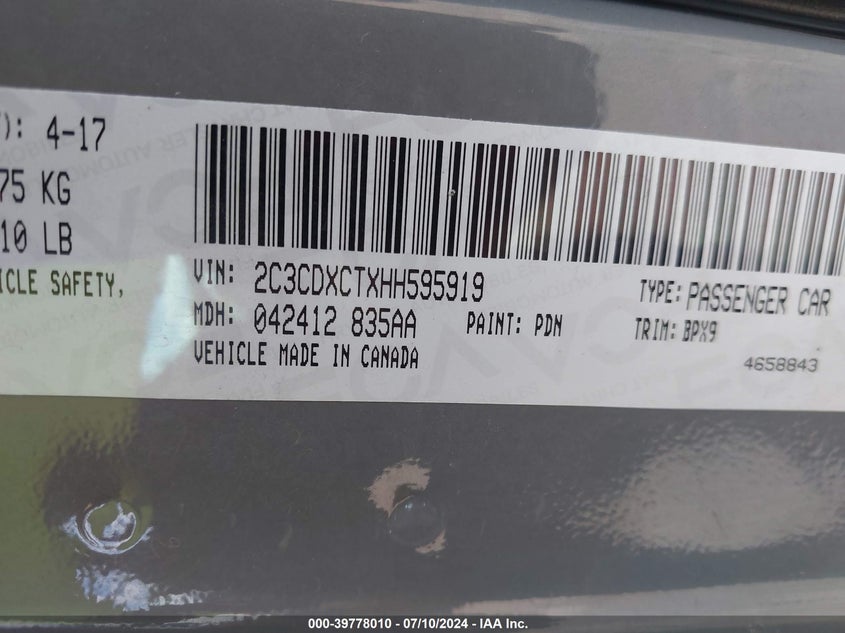 ): 4-17
75 KG
10 LB
ICLE SAFETY,
VIN: 2C3CDXCTXHH595919
TYPE: PASSENGER CAR
MDH: 042412 835AA
PAINT: PDN
TRIM: BPX9
VEHICLE MADE IN CANADA
4658843
000-39778010 - 07/10/2024 - IAA Inc.